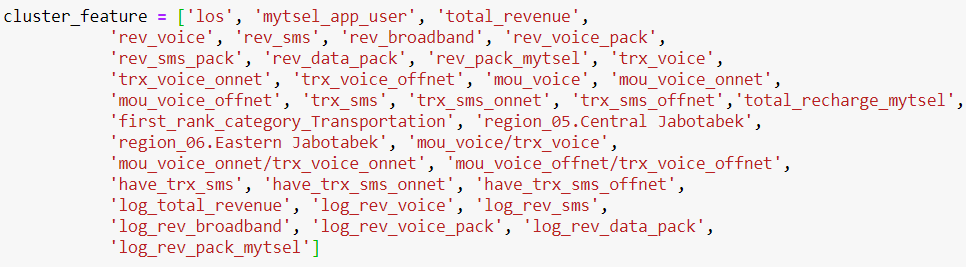 cluster_feature = ['los', 'mytsel_app_user', 'total_revenue',
'rev_voice', 'rev_sms', 'rev_broadband', 'rev_voice_pack',
'rev_sms_pack', 'rev_data_pack', 'rev_pack_mytsel', 'trx_voice',
'trx_voice_onnet', 'trx_voice_offnet', 'mou_voice', 'mou_voice_onnet',
'mou_voice_offnet', 'trx_sms', 'trx_sms_onnet', 'trx_sms_offnet','total_recharge_mytsel',
'first_rank_category_Transportation', 'region_05.Central Jabotabek',
'region_06.Eastern Jabotabek', 'mou_voice/trx_voice',
'mou_voice_onnet/trx_voice_onnet', 'mou_voice_offnet/trx_voice_offnet',
'have_trx_sms', 'have_trx_sms_onnet', 'have_trx_sms_offnet',
'log_total_revenue', 'log_rev_voice', 'log_rev_sms',
'log_rev_broadband', 'log_rev_voice_pack', 'log_rev_data_pack',
'log_rev_pack_mytsel']